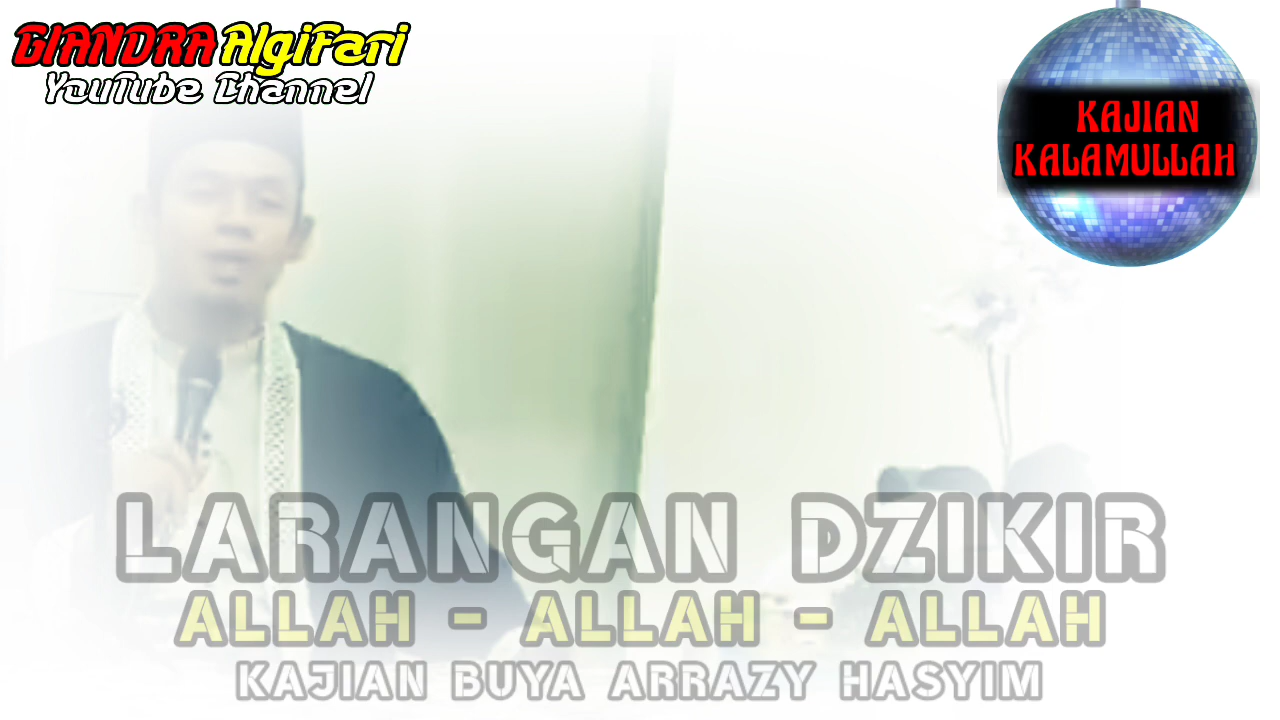 GIANDRA AlgiFari
YouTube Channel
KAJIAN
KALAMULLAH
LARANGAN DZIKIR
ALLAH - ALLAH - ALLAH
KAJIAN BUYA ARRAZY HASYIM